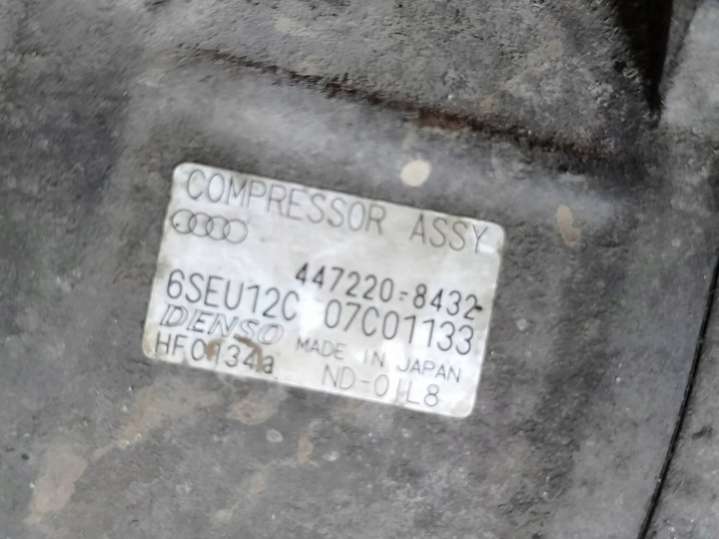 COMPRESSOR ASSY
447220-8432
6SEU12C 07C01133
DENSO MADE IN JAPAN
HFC134a ND-OIL8